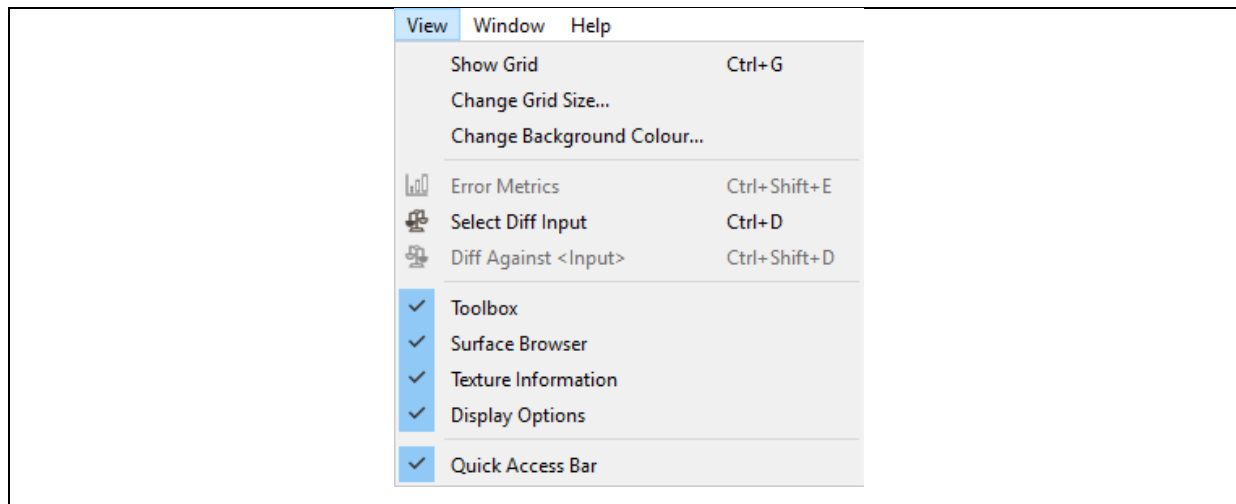 View Window Help
Show Grid Ctrl+G
Change Grid Size...
Change Background Colour...
Error Metrics Ctrl+Shift+E
Select Diff Input Ctrl+D
Diff Against <Input> Ctrl+Shift+D
Toolbox
Surface Browser
Texture Information
Display Options
Quick Access Bar